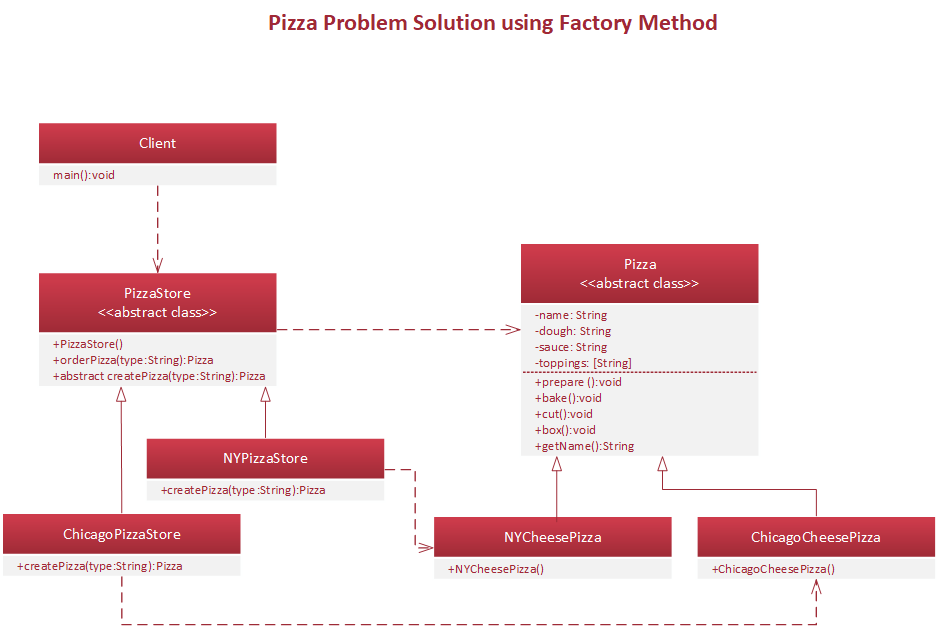 Pizza Problem Solution using Factory Method
Client
main():void
PizzaStore
<<abstract class>>
+PizzaStore()
+orderPizza(type:String):Pizza
+abstract createPizza(type:String):Pizza
Pizza
<<abstract class>>
-name: String
-dough: String
-sauce: String
-toppings: [String]
+prepare ():void
+bake():void
+cut():void
+box():void
+getName():String
NYPizzaStore
+createPizza(type:String):Pizza
ChicagoPizzaStore
+createPizza(type:String):Pizza
NYCheesePizza
+NYCheesePizza()
ChicagoCheesePizza
+ChicagoCheesePizza()